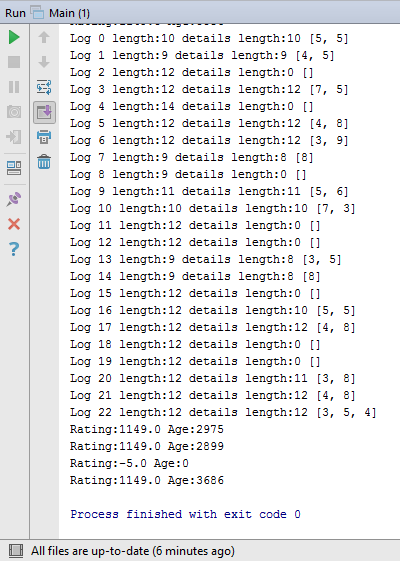 Run Main (1)
Log 0 length:10 details length:10 [5, 5]
Log 1 length:9 details length:9 [4, 5]
Log 2 length:12 details length:0 []
Log 3 length:12 details length:12 [7, 5]
Log 4 length:14 details length:0 []
Log 5 length:12 details length:12 [4, 8]
Log 6 length:12 details length:12 [3, 9]
Log 7 length:9 details length:8 [8]
Log 8 length:9 details length:0 []
Log 9 length:11 details length:11 [5, 6]
Log 10 length:10 details length:10 [7, 3]
Log 11 length:12 details length:0 []
Log 12 length:12 details length:0 []
Log 13 length:9 details length:8 [3, 5]
Log 14 length:9 details length:8 [8]
Log 15 length:12 details length:0 []
Log 16 length:12 details length:10 [5, 5]
Log 17 length:12 details length:12 [4, 8]
Log 18 length:12 details length:0 []
Log 19 length:12 details length:0 []
Log 20 length:12 details length:11 [3, 8]
Log 21 length:12 details length:12 [4, 8]
Log 22 length:12 details length:12 [3, 5, 4]
Rating:1149.0 Age:2975
Rating:1149.0 Age:2899
Rating:-5.0 Age:0
Rating:1149.0 Age:3686
Process finished with exit code 0
All files are up-to-date (6 minutes ago)